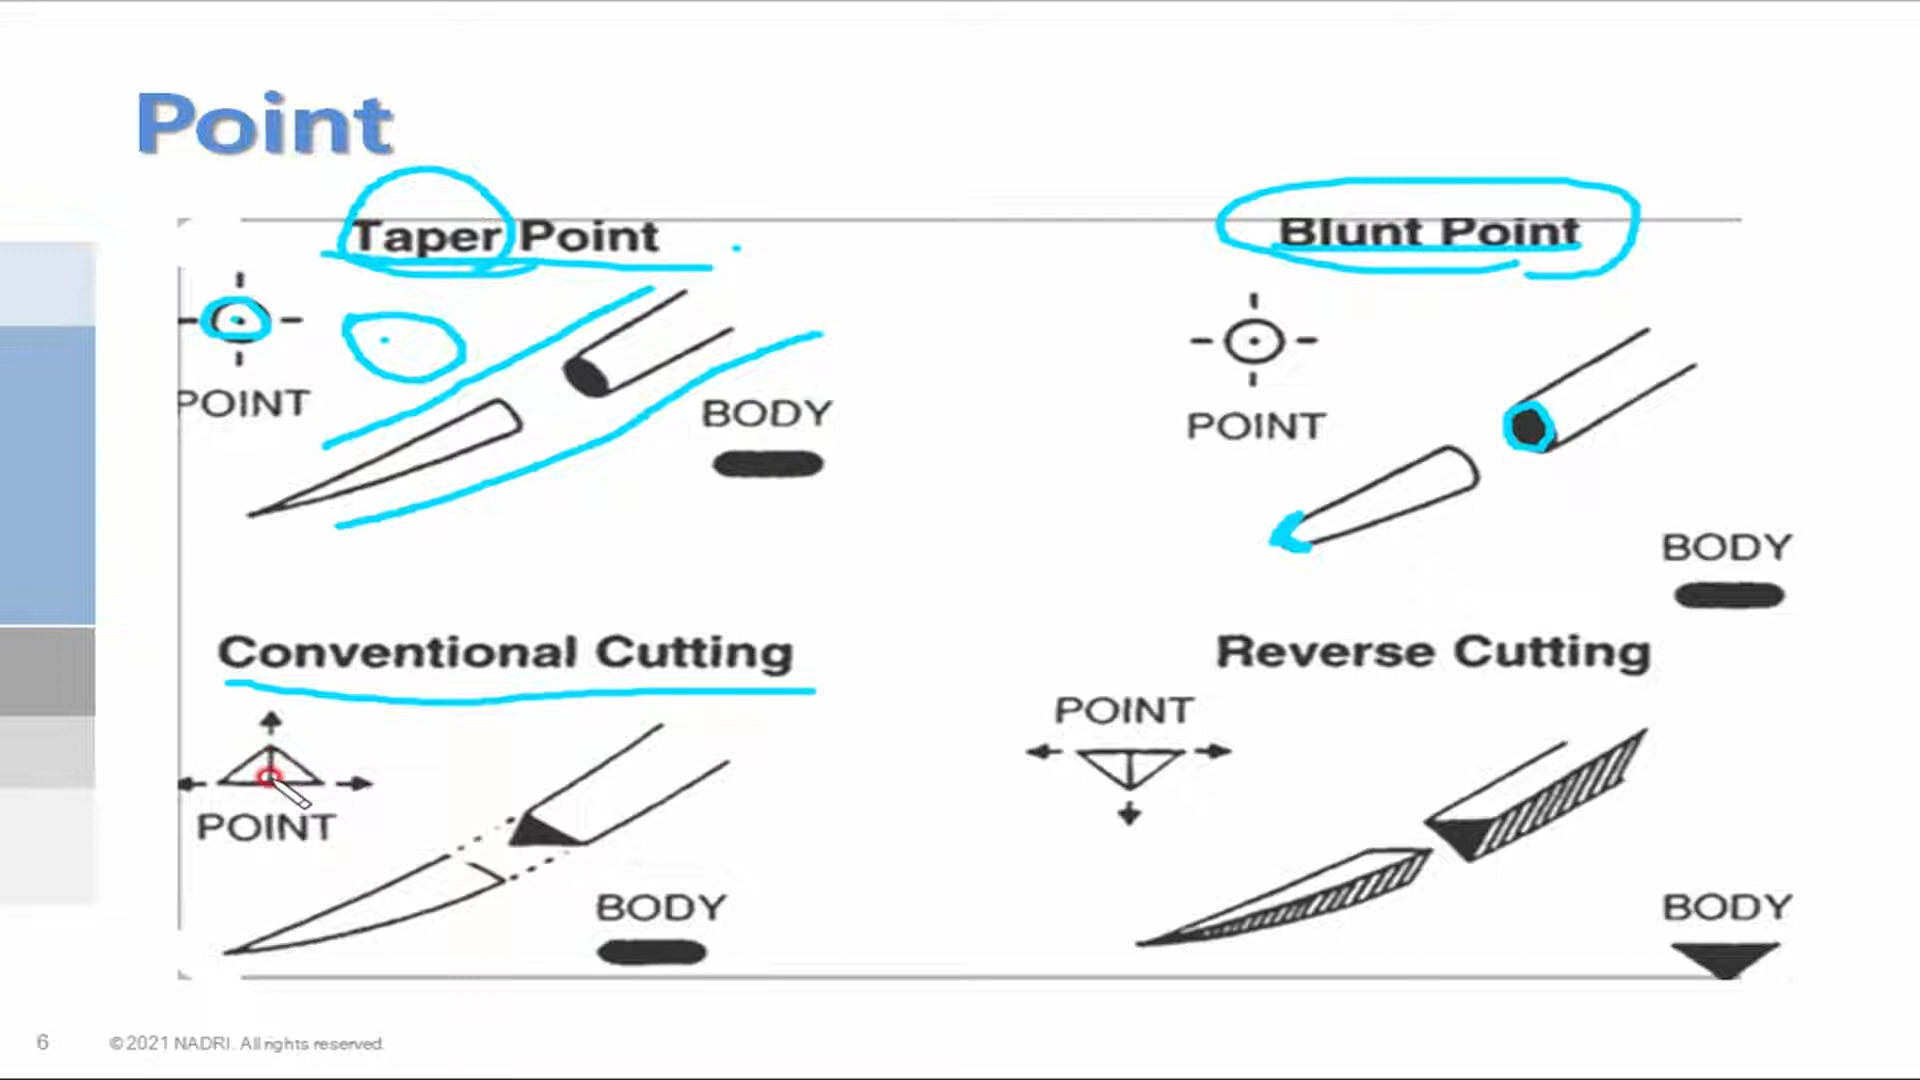 Point
Taper Point
Blunt Point
POINT
BODY
POINT
BODY
Conventional Cutting
Reverse Cutting
POINT
BODY
POINT
BODY
6
©2021 NADRI. All rights reserved.